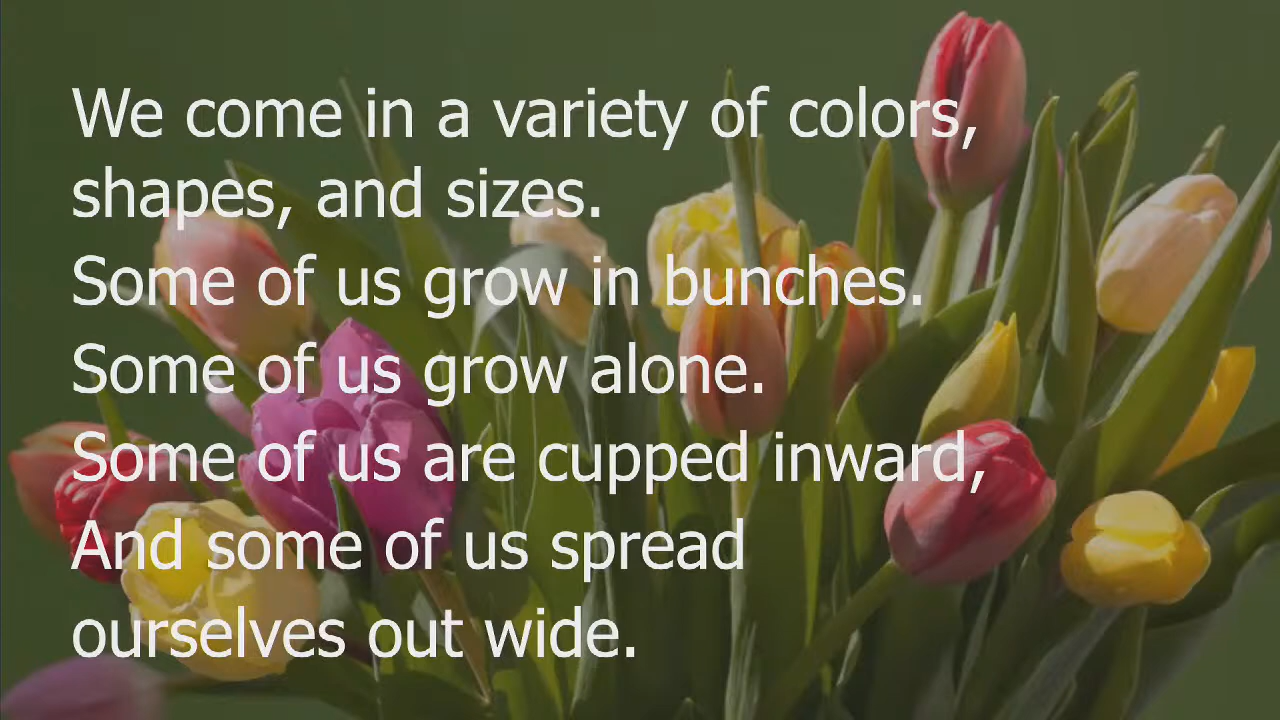 We come in a variety of colors,
shapes, and sizes.
Some of us grow in bunches.
Some of us grow alone.
Some of us are cupped inward,
And some of us spread
ourselves out wide.